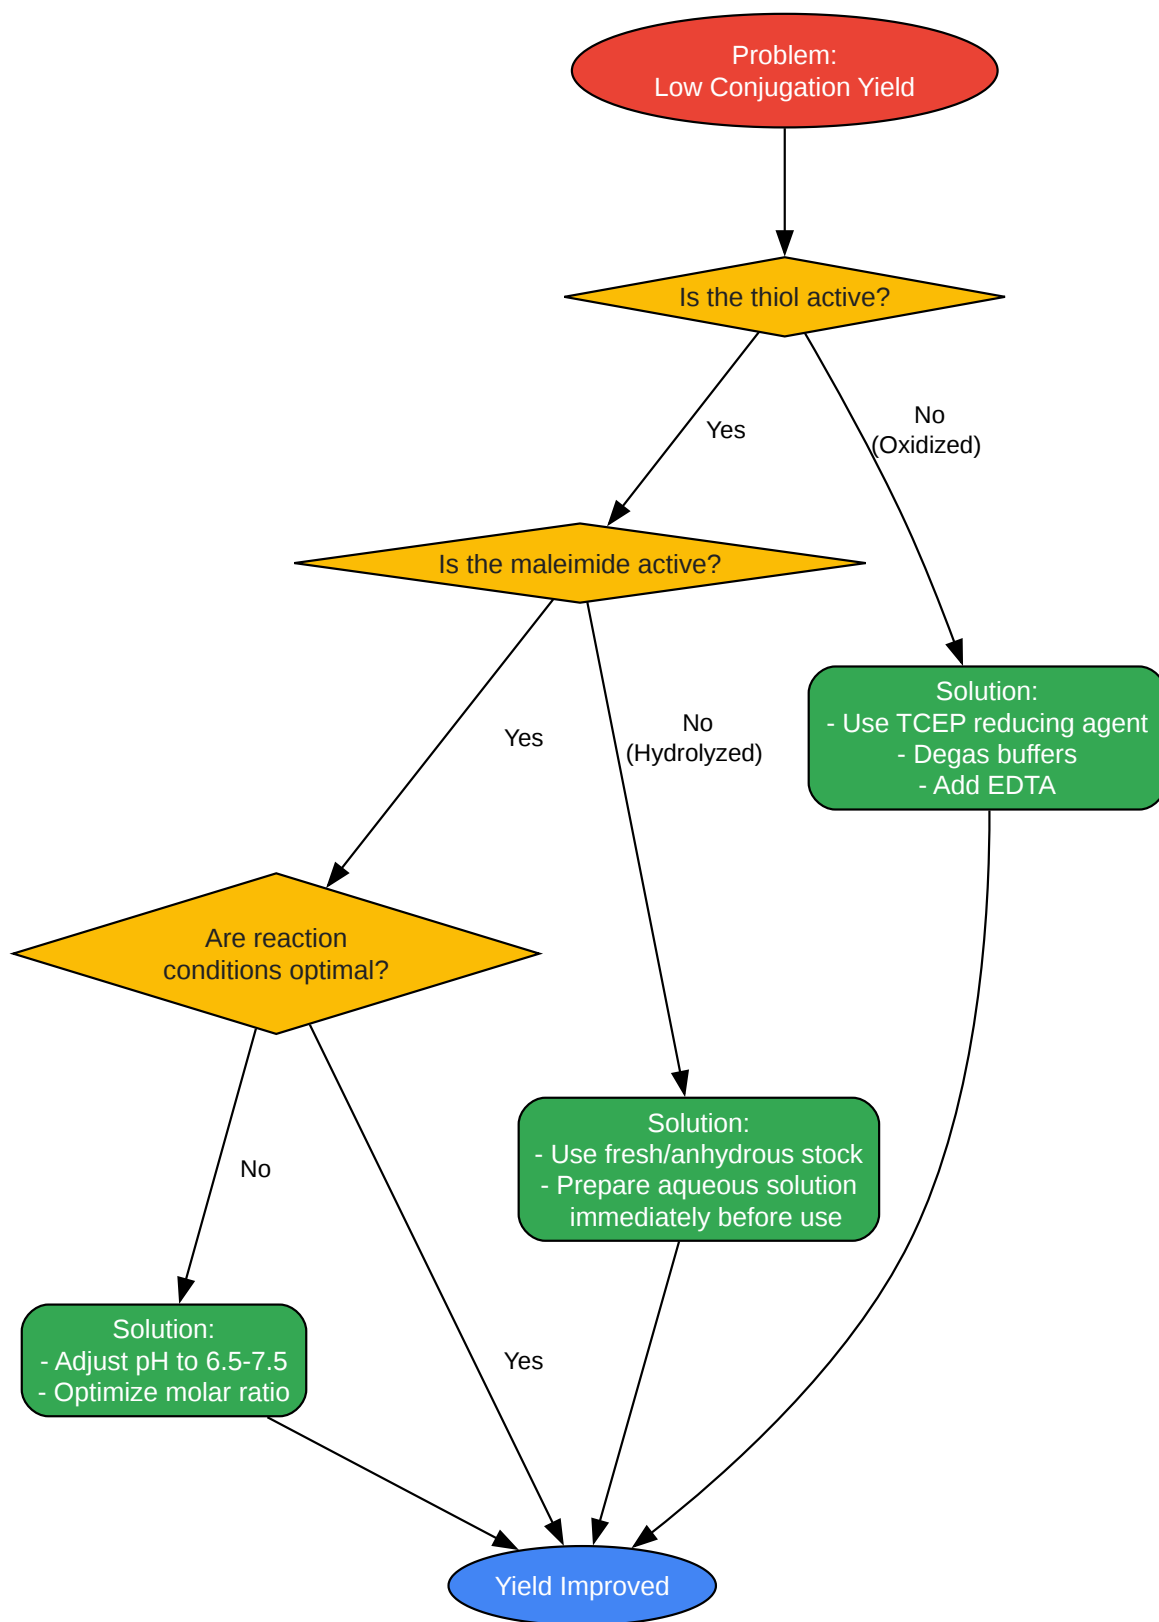 Problem:
Low Conjugation Yield
Is the thiol active?
Yes
No
(Oxidized)
Is the maleimide active?
Yes
No
(Hydrolyzed)
Solution:
- Use TCEP reducing agent
- Degas buffers
- Add EDTA
Are reaction
conditions optimal?
No
Yes
Solution:
- Use fresh/anhydrous stock
- Prepare aqueous solution
immediately before use
Solution:
- Adjust pH to 6.5-7.5
- Optimize molar ratio
Yield Improved